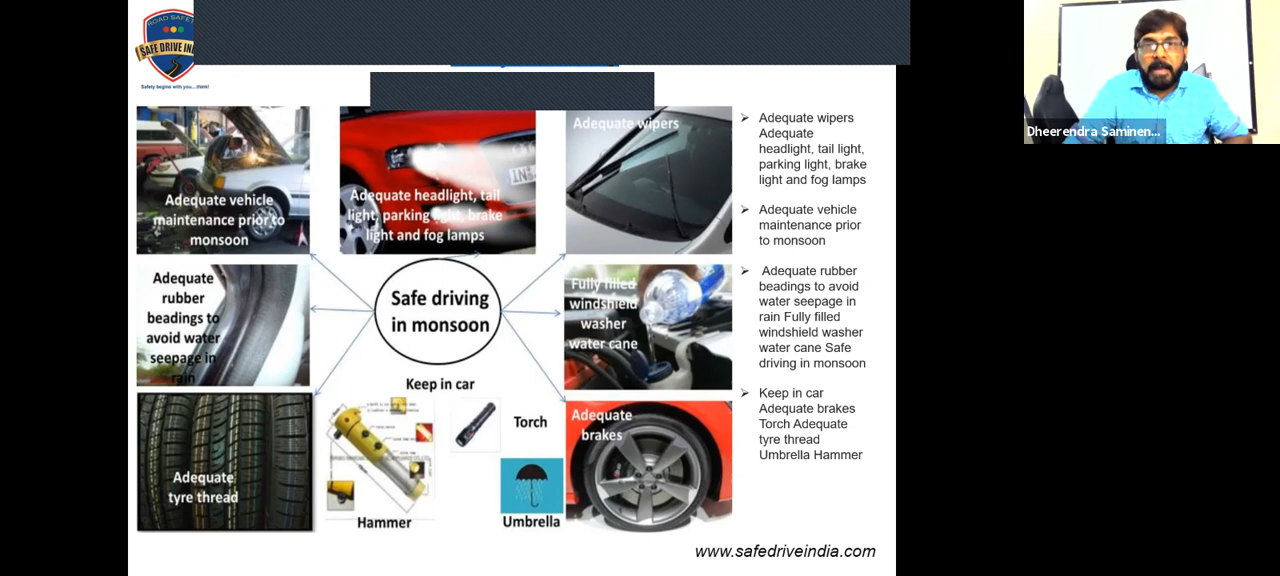 ROAD SAFET
SAFE DRIVE IN
Safety begins with you....think!
Adequate vehicle
maintenance prior to
monsoon
Adequate headlight, tail
light, parking light, brake
light and fog lamps
Adequate wipers
Adequate
rubber
beadings to
avoid water
seepage in
rain
Safe driving
in monsoon
Fully filled
windshield
washer
water cane
Keep in car
Adequate
tyre thread
Hammer
Torch
Umbrella
Adequate
brakes
➢ Adequate wipers
Adequate
headlight, tail light,
parking light, brake
light and fog lamps
➢ Adequate vehicle
maintenance prior
to monsoon
➢ Adequate rubber
beadings to avoid
water seepage in
rain Fully filled
windshield washer
water cane Safe
driving in monsoon
➢ Keep in car
Adequate brakes
Torch Adequate
tyre thread
Umbrella Hammer
www.safedriveindia.com
Dheerendra Saminen...